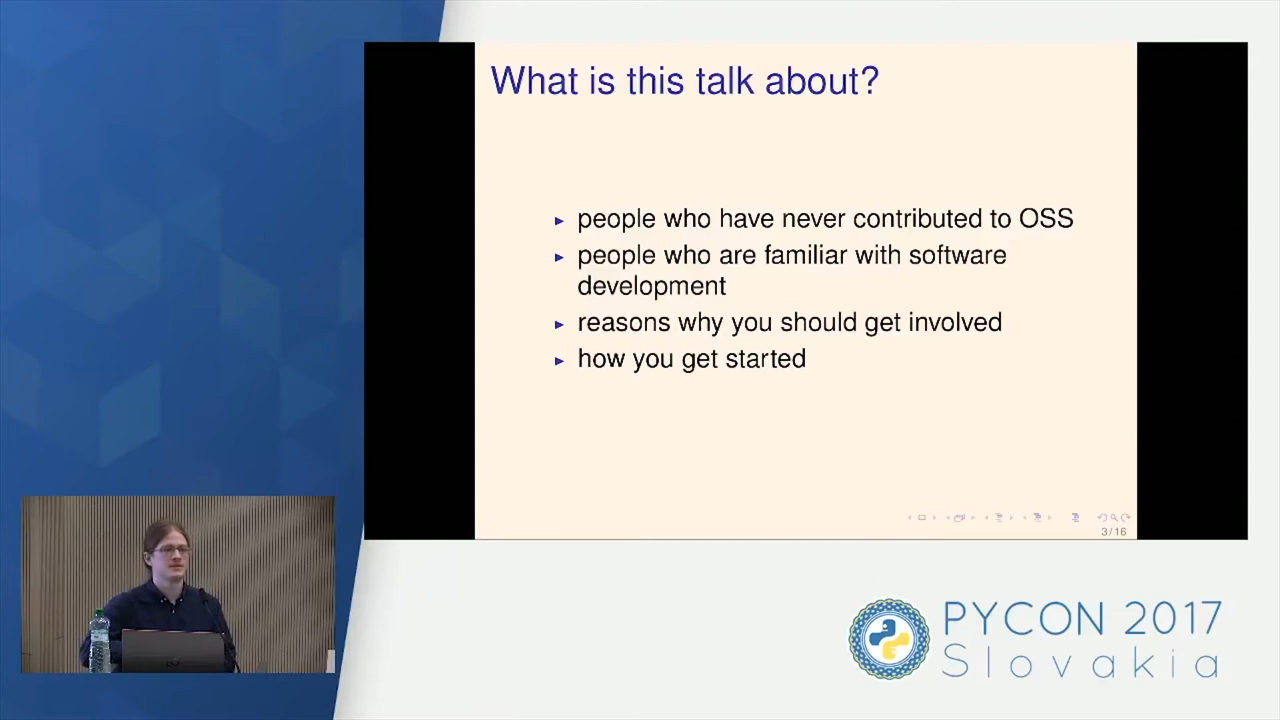 What is this talk about?
▸ people who have never contributed to OSS
▸ people who are familiar with software
development
▸ reasons why you should get involved
▸ how you get started
3/16
PYCON 2017
Slovakia